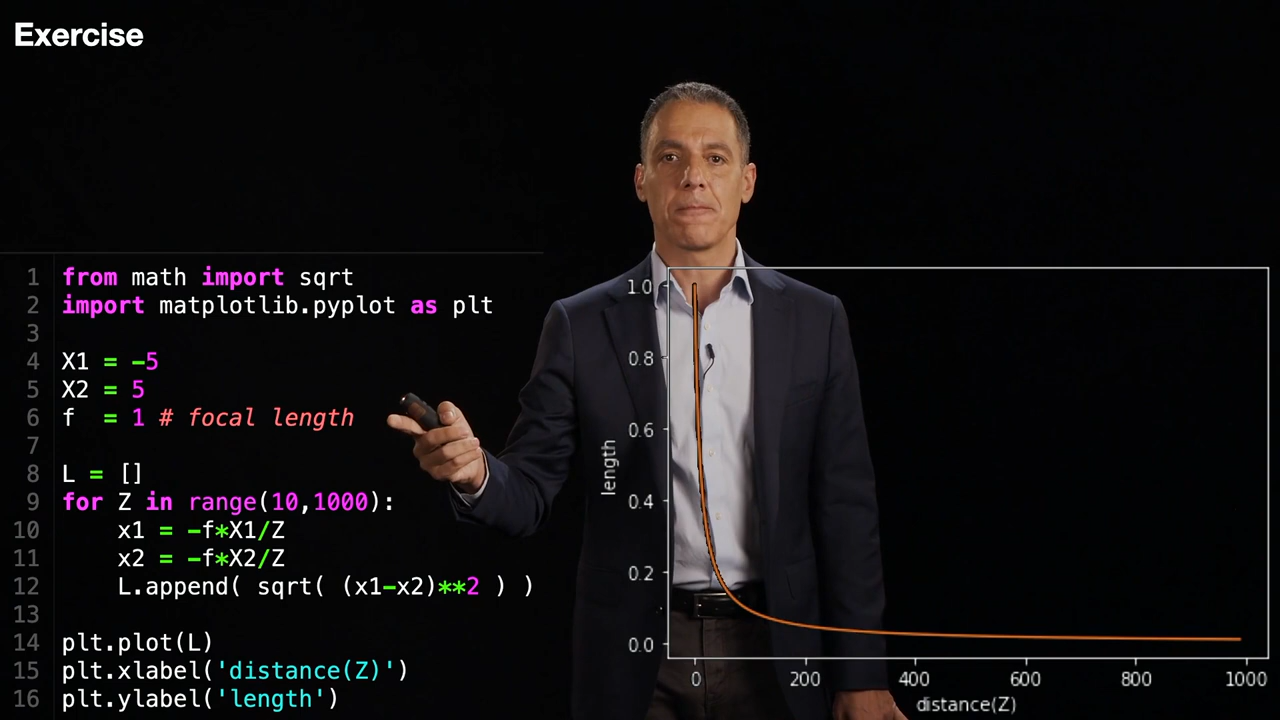 Exercise
1 from math import sqrt
2 import matplotlib.pyplot as plt
3
4 X1 = -5
5 X2 = 5
6 f  = 1 # focal length
7
8 L = []
9 for Z in range(10,1000):
10     x1 = -f*X1/Z
11     x2 = -f*X2/Z
12     L.append( sqrt( (x1-x2)**2 ) )
13
14 plt.plot(L)
15 plt.xlabel('distance(Z)')
16 plt.ylabel('length')
1.0
0.8
0.6
0.4
0.2
0.0
length
0 200 400 600 800 1000
distance(Z)